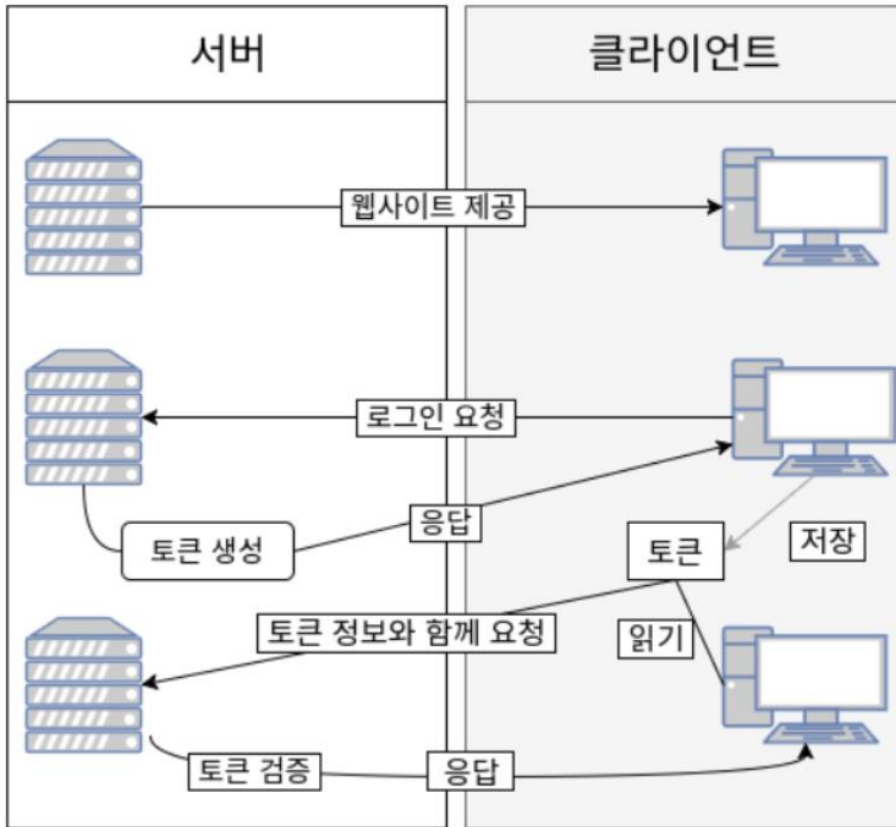 서버
클라이언트
웹사이트 제공
로그인 요청
응답
토큰 생성
토큰
저장
토큰 정보와 함께 요청
읽기
토큰 검증
응답